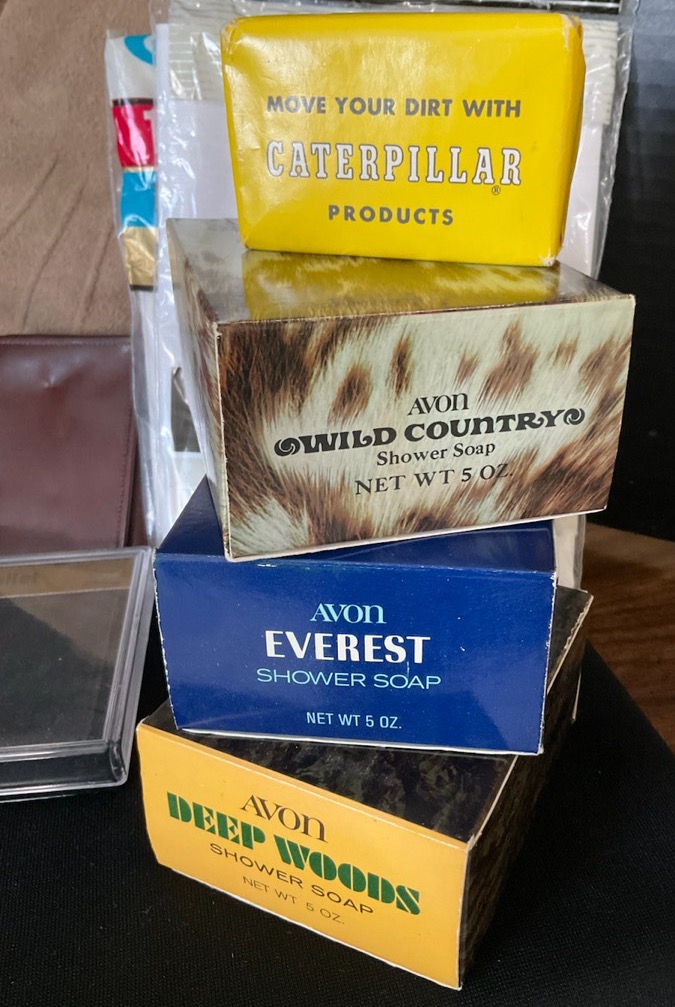 MOVE YOUR DIRT WITH
CATERPILLAR®
PRODUCTS
AVON
WILD COUNTRY
Shower Soap
NET WT 5 OZ.
AVON
EVEREST
SHOWER SOAP
NET WT 5 OZ.
AVON
DEEP WOODS
SHOWER SOAP
NET WT 5 OZ.